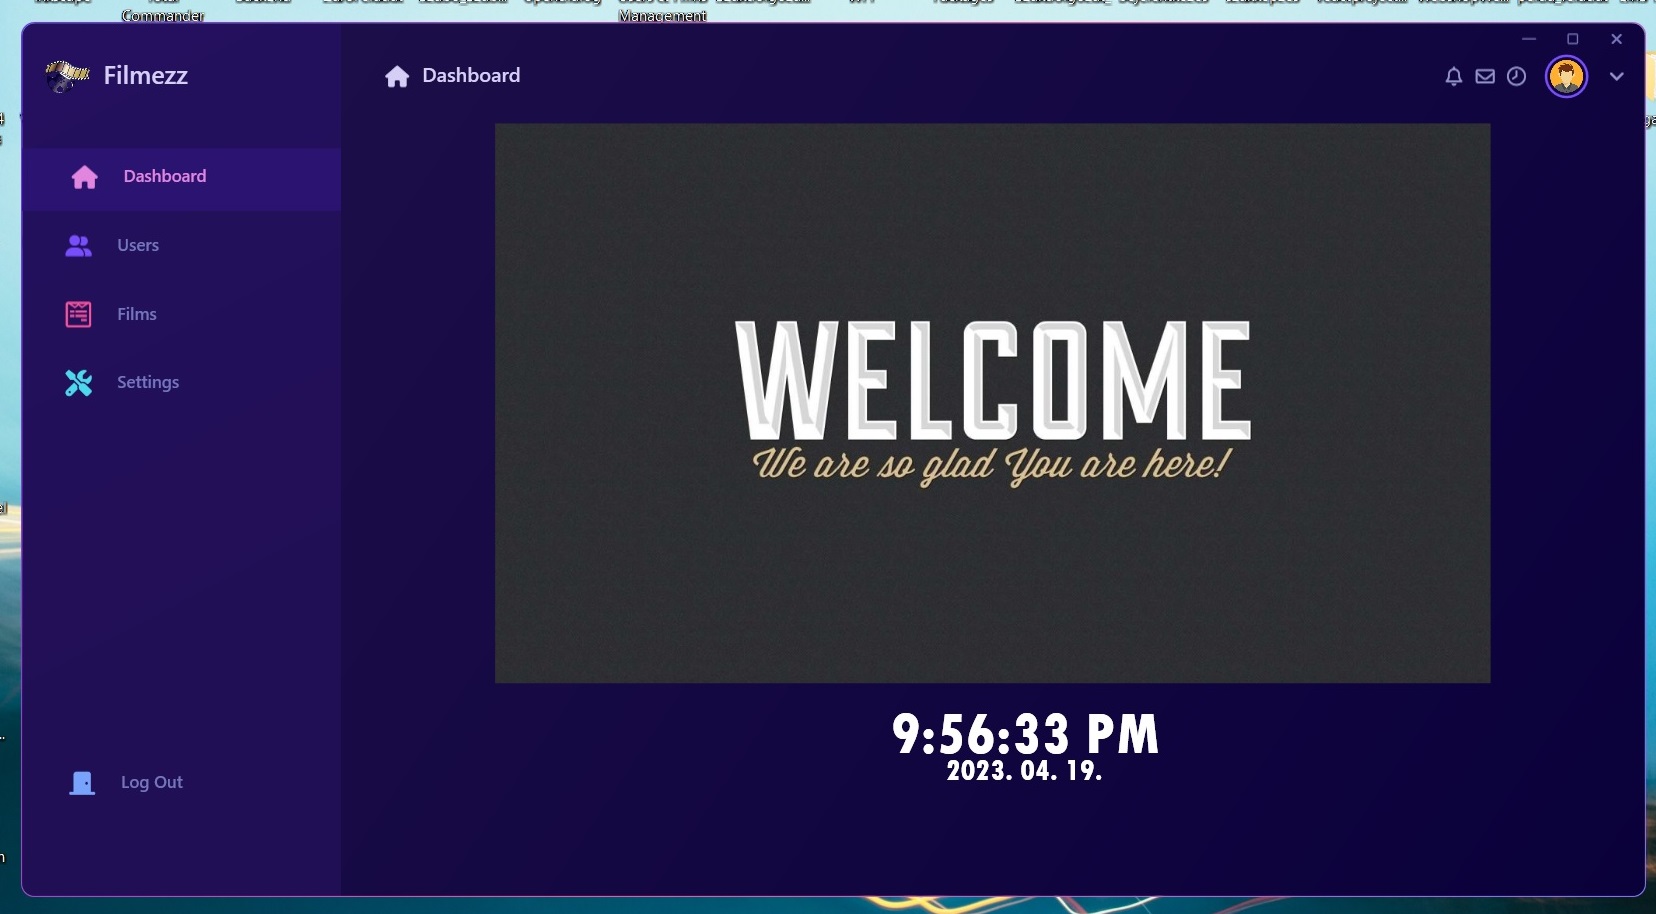 Commander
Management
Filmezz
Dashboard
Dashboard
Users
Films
Settings
Log Out
WELCOME
We are so glad You are here!
9:56:33 PM
2023. 04. 19.